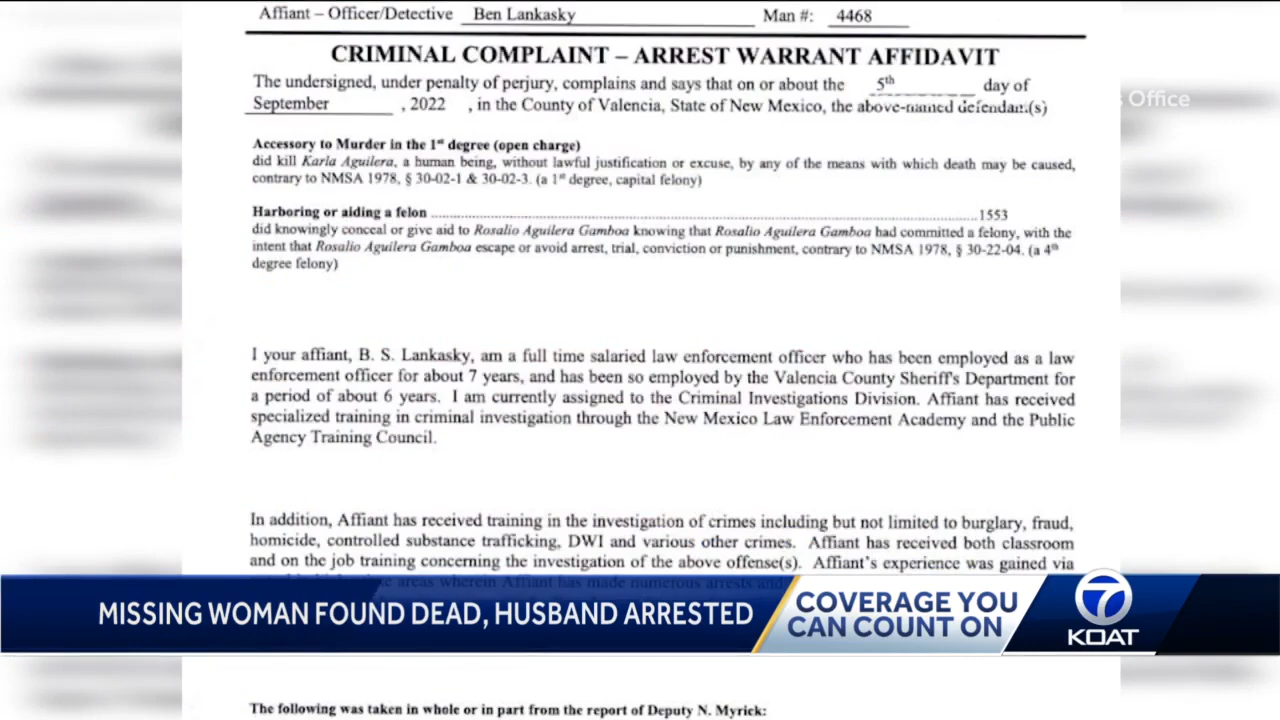 Affiant – Officer/Detective Ben Lankasky Man #: 4468
CRIMINAL COMPLAINT – ARREST WARRANT AFFIDAVIT
The undersigned, under penalty of perjury, complains and says that on or about the 5th day of
September , 2022 , in the County of Valencia, State of New Mexico, the above-named defendant(s)
Office
Accessory to Murder in the 1st degree (open charge)
did kill Karla Aguilera, a human being, without lawful justification or excuse, by any of the means with which death may be caused,
contrary to NMSA 1978, § 30-02-1 & 30-02-3. (a 1st degree, capital felony)
Harboring or aiding a felon ........................................................................................................ 1553
did knowingly conceal or give aid to Rosalio Aguilera Gamboa knowing that Rosalio Aguilera Gamboa had committed a felony, with the
intent that Rosalio Aguilera Gamboa escape or avoid arrest, trial, conviction or punishment, contrary to NMSA 1978, § 30-22-04. (a 4th
degree felony)
I your affiant, B. S. Lankasky, am a full time salaried law enforcement officer who has been employed as a law
enforcement officer for about 7 years, and has been so employed by the Valencia County Sheriff's Department for
a period of about 6 years. I am currently assigned to the Criminal Investigations Division. Affiant has received
specialized training in criminal investigation through the New Mexico Law Enforcement Academy and the Public
Agency Training Council.
In addition, Affiant has received training in the investigation of crimes including but not limited to burglary, fraud,
homicide, controlled substance trafficking, DWI and various other crimes. Affiant has received both classroom
and on the job training concerning the investigation of the above offense(s). Affiant's experience was gained via
areas wherein Affiant has made numerous arrests and
MISSING WOMAN FOUND DEAD, HUSBAND ARRESTED
COVERAGE YOU
CAN COUNT ON
7
KOAT
The following was taken in whole or in part from the report of Deputy N. Myrick: